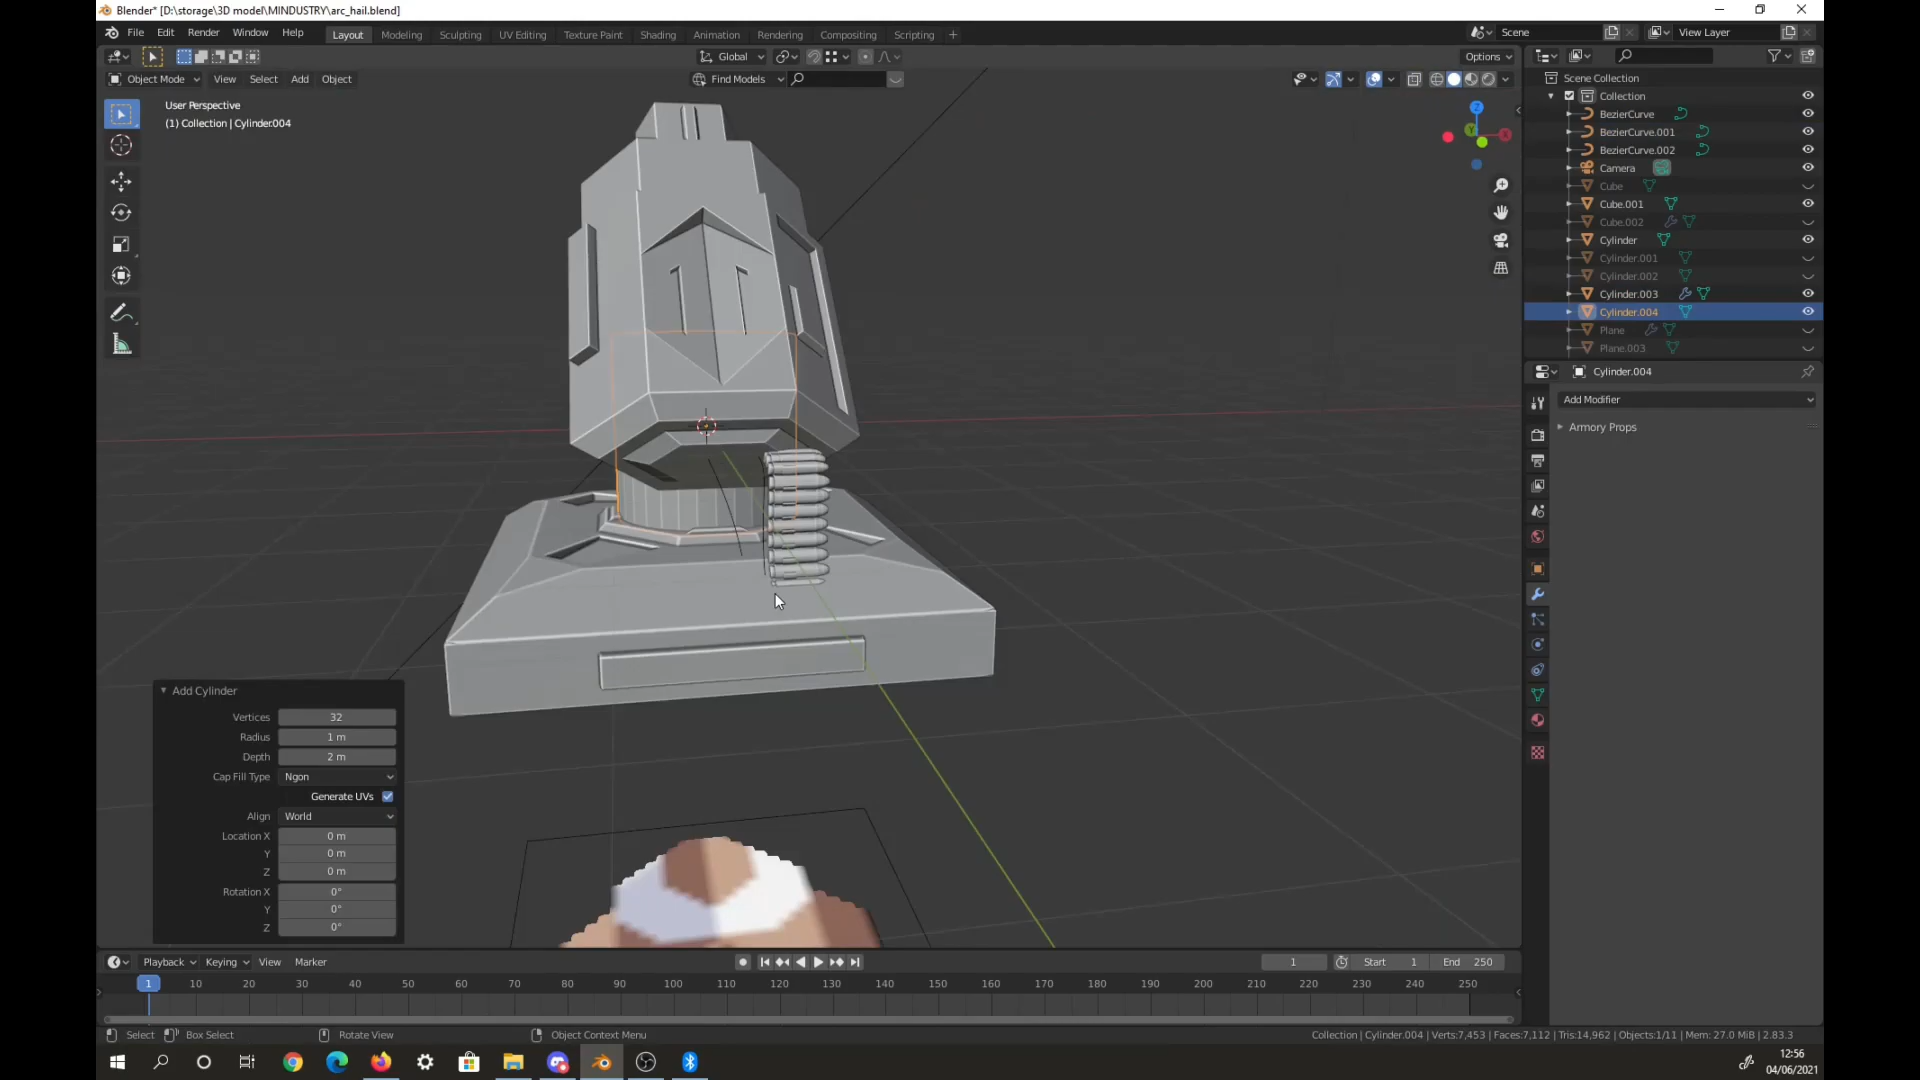 Blender* [D:\storage\3D model\MINDUSTRY\arc_hail.blend]
File Edit Render Window Help Layout Modeling Sculpting UV Editing Texture Paint Shading Animation Rendering Compositing Scripting + Scene View Layer
Global Options
Object Mode View Select Add Object Find Models
User Perspective
(1) Collection | Cylinder.004
Scene Collection
Collection
BezierCurve
BezierCurve.001
BezierCurve.002
Camera
Cube
Cube.001
Cube.002
Cylinder
Cylinder.001
Cylinder.002
Cylinder.003
Cylinder.004
Plane
Plane.003
Cylinder.004
Add Modifier
Armory Props
Z
Y
X
Add Cylinder
Vertices 32
Radius 1 m
Depth 2 m
Cap Fill Type Ngon
Generate UVs
Align World
Location X 0 m
Y 0 m
Z 0 m
Rotation X 0°
Y 0°
Z 0°
Playback Keying View Marker 1 Start 1 End 250
1 10 20 30 40 50 60 70 80 90 100 110 120 130 140 150 160 170 180 190 200 210 220 230 240 250
Select Box Select Rotate View Object Context Menu Collection | Cylinder.004 | Verts:7,453 | Faces:7,112 | Tris:14,962 | Objects:1/11 | Mem: 27.0 MiB | 2.83.3
12:56
04/06/2021